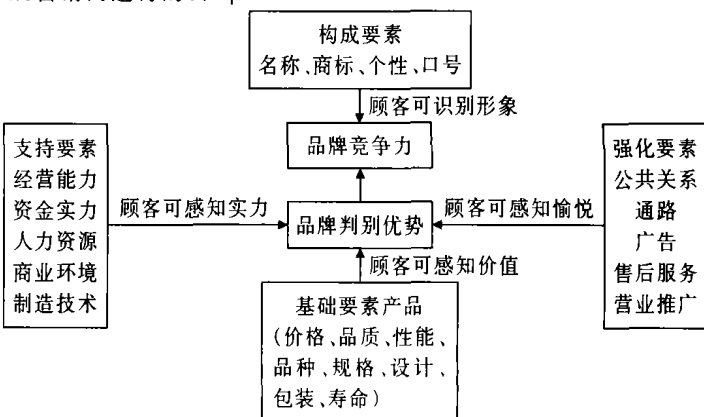 构成要素
名称、商标、个性、口号
顾客可识别形象
品牌竞争力
支持要素
经营能力
资金实力
人力资源
商业环境
制造技术
顾客可感知实力
品牌判别优势
顾客可感知愉悦
强化要素
公共关系
通路
广告
售后服务
营业推广
顾客可感知价值
基础要素产品
(价格、品质、性能、
品种、规格、设计、
包装、寿命)